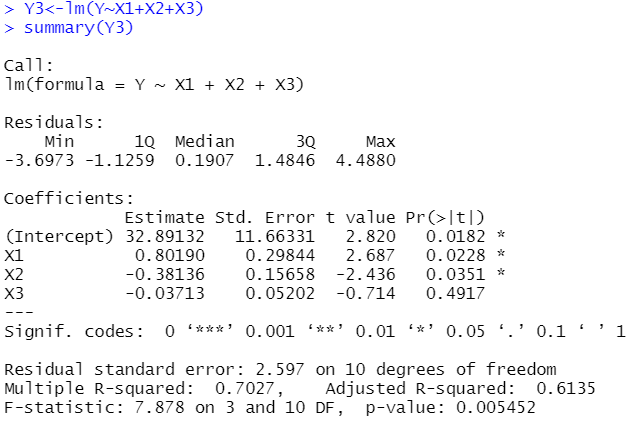 > Y3<-lm(Y~X1+X2+X3)
> summary(Y3)
Call:
lm(formula = Y ~ X1 + X2 + X3)
Residuals:
    Min      1Q  Median      3Q     Max
-3.6973 -1.1259  0.1907  1.4846  4.4880
Coefficients:
            Estimate Std. Error t value Pr(>|t|)
(Intercept) 32.89132   11.66331   2.820   0.0182 *
X1           0.80190    0.29844   2.687   0.0228 *
X2          -0.38136    0.15658  -2.436   0.0351 *
X3          -0.03713    0.05202  -0.714   0.4917
---
Signif. codes:  0 ‘***’ 0.001 ‘**’ 0.01 ‘*’ 0.05 ‘.’ 0.1 ‘ ’ 1
Residual standard error: 2.597 on 10 degrees of freedom
Multiple R-squared:  0.7027,	Adjusted R-squared:  0.6135
F-statistic: 7.878 on 3 and 10 DF,  p-value: 0.005452